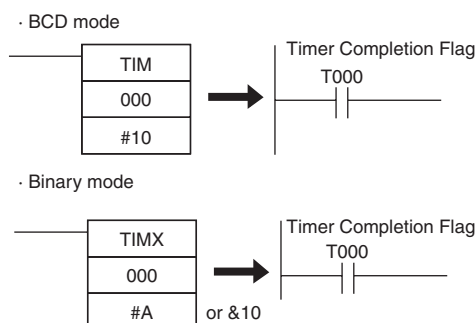 · BCD mode
TIM
000
#10
Timer Completion Flag
T000
· Binary mode
TIMX
000
#A or &10
Timer Completion Flag
T000